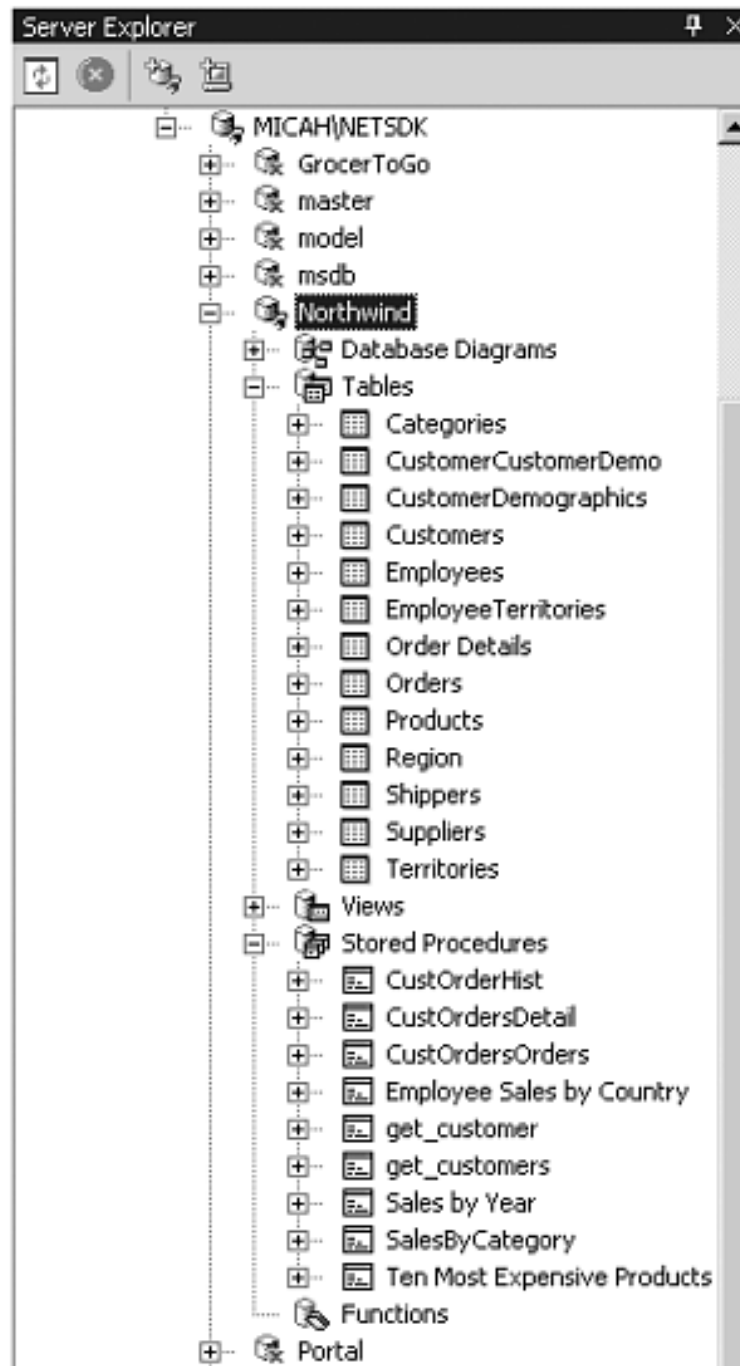 Server Explorer
MICAH\NETSDK
GrocerToGo
master
model
msdb
Northwind
Database Diagrams
Tables
Categories
CustomerCustomerDemo
CustomerDemographics
Customers
Employees
EmployeeTerritories
Order Details
Orders
Products
Region
Shippers
Suppliers
Territories
Views
Stored Procedures
CustOrderHist
CustOrdersDetail
CustOrdersOrders
Employee Sales by Country
get_customer
get_customers
Sales by Year
SalesByCategory
Ten Most Expensive Products
Functions
Portal